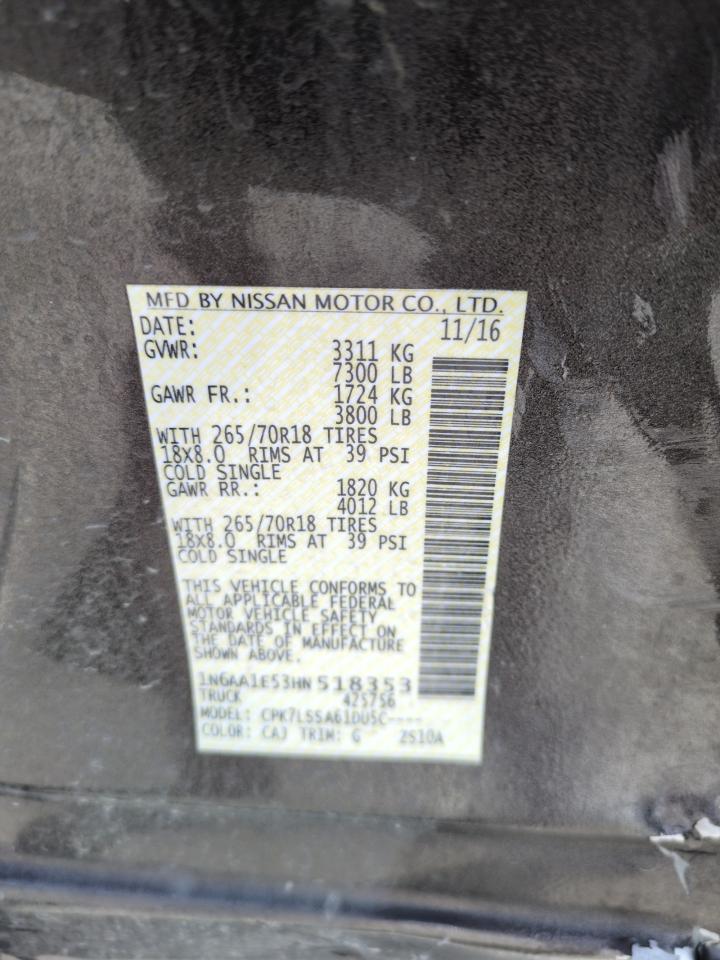 MFD BY NISSAN MOTOR CO., LTD.
DATE: 11/16
GVWR: 3311 KG
7300 LB
GAWR FR.: 1724 KG
3800 LB
WITH 265/70R18 TIRES
18x8.0 RIMS AT 39 PSI
COLD SINGLE
GAWR RR.: 1820 KG
4012 LB
WITH 265/70R18 TIRES
18x8.0 RIMS AT 39 PSI
COLD SINGLE
THIS VEHICLE CONFORMS TO
ALL APPLICABLE FEDERAL
MOTOR VEHICLE SAFETY
STANDARDS IN EFFECT ON
THE DATE OF MANUFACTURE
SHOWN ABOVE.
1N6AA1E53HN 518353
TRUCK 425756
MODEL:
COLOR: CAJ TRIM: G 2S10A